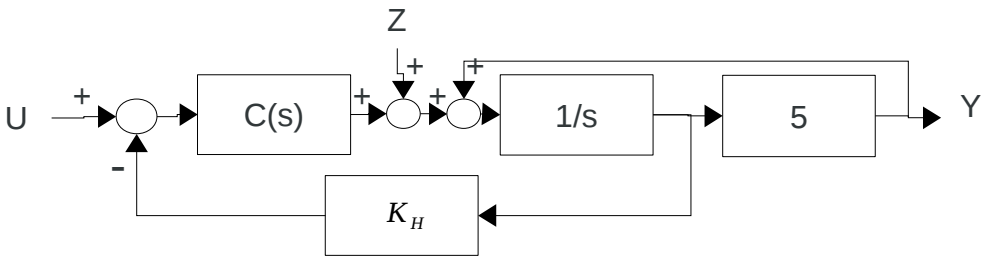 Z
+
+
+
+
+
U
C(s)
1/s
5
Y
-
K_H